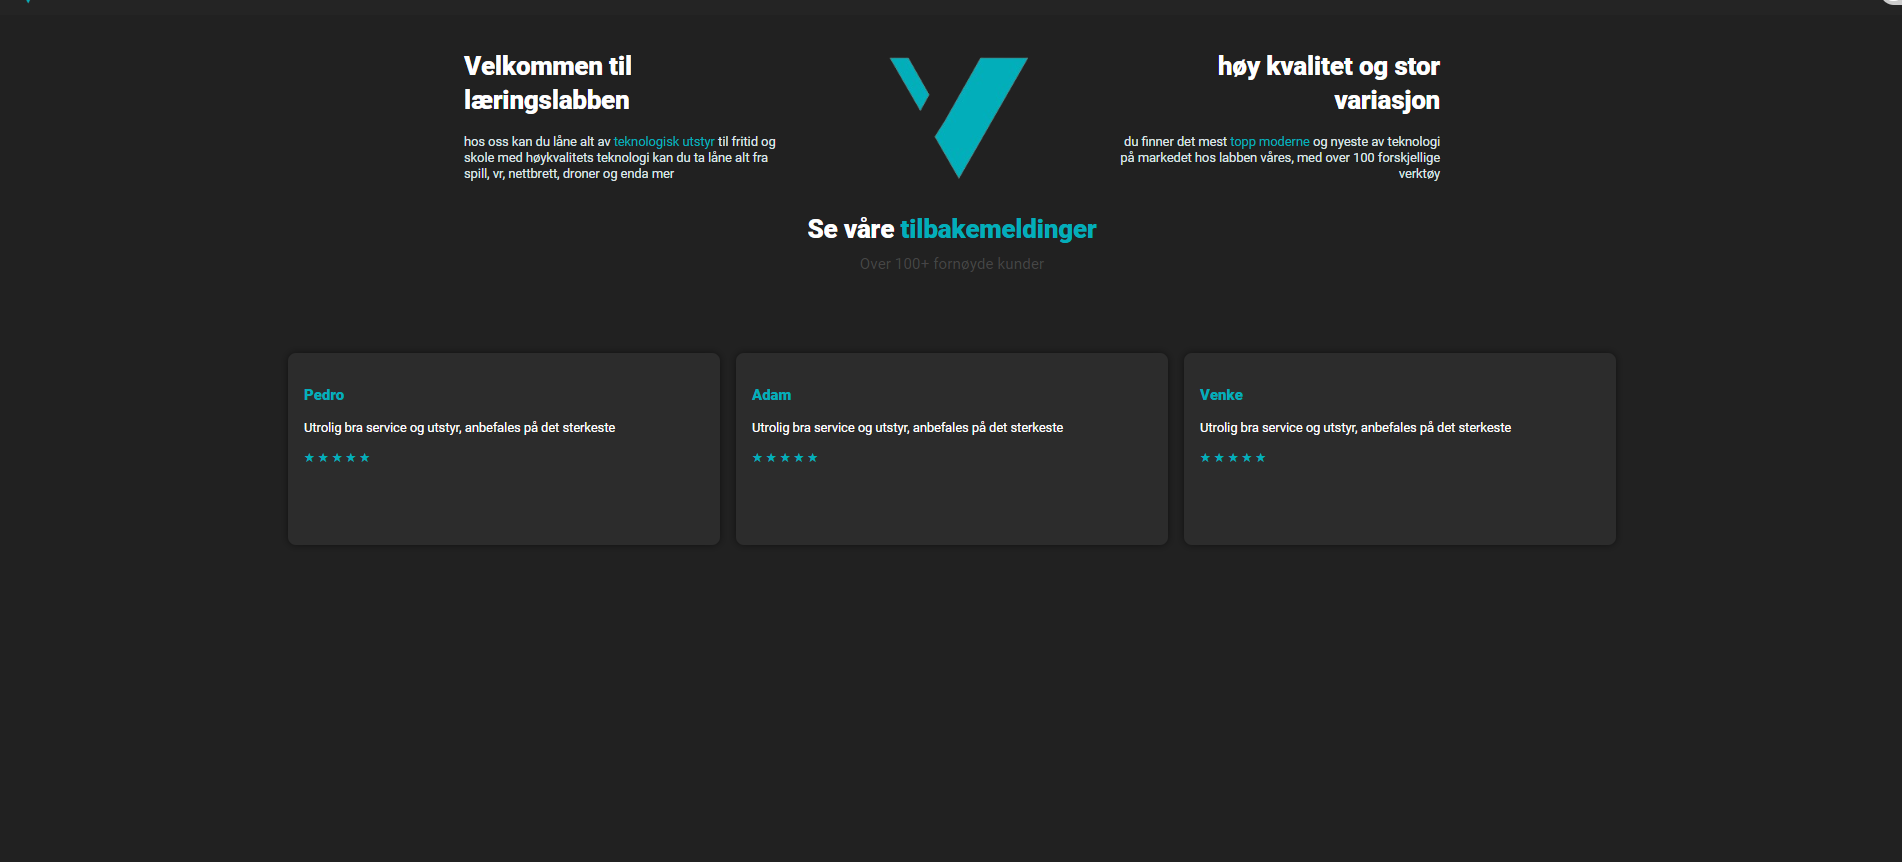 Velkommen til
læringslabben
hos oss kan du låne alt av teknologisk utstyr til fritid og
skole med høykvalitets teknologi kan du ta låne alt fra
spill, vr, nettbrett, droner og enda mer
høy kvalitet og stor
variasjon
du finner det mest topp moderne og nyeste av teknologi
på markedet hos labben våres, med over 100 forskjellige
verktøy
Se våre tilbakemeldinger
Over 100+ fornøyde kunder
Pedro
Utrolig bra service og utstyr, anbefales på det sterkeste
★ ★ ★ ★ ★
Adam
Utrolig bra service og utstyr, anbefales på det sterkeste
★ ★ ★ ★ ★
Venke
Utrolig bra service og utstyr, anbefales på det sterkeste
★ ★ ★ ★ ★